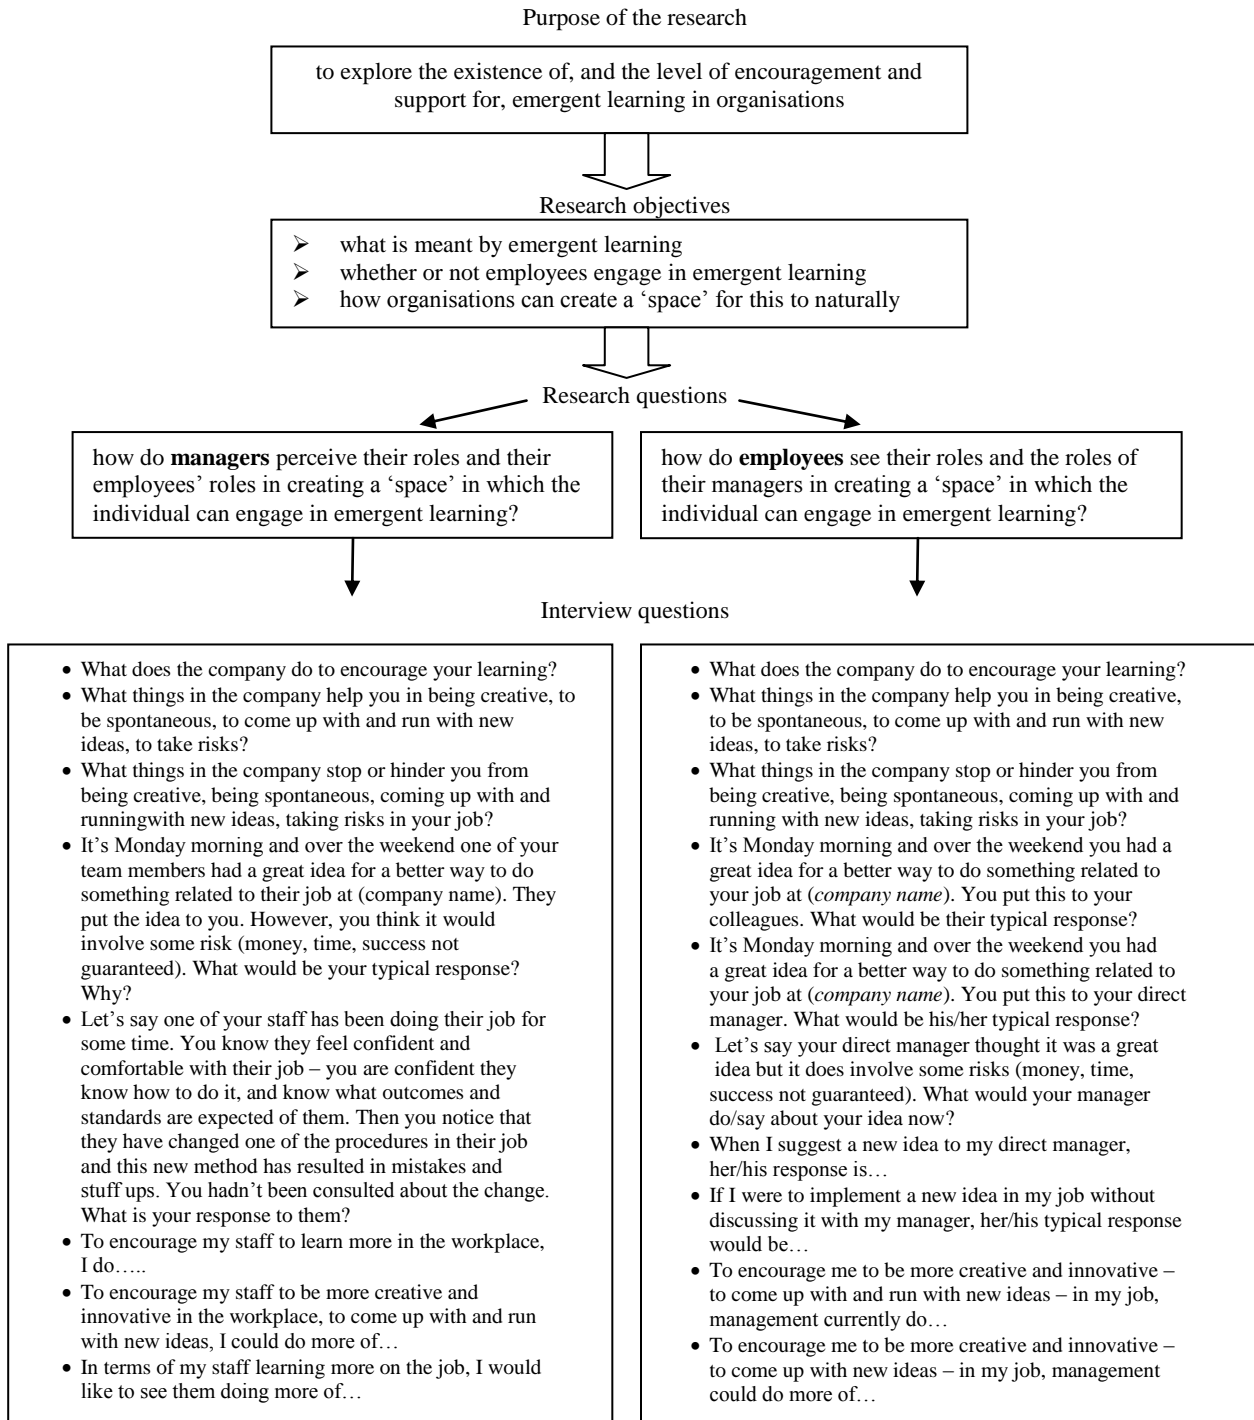 Purpose of the research
to explore the existence of, and the level of encouragement and
support for, emergent learning in organisations
Research objectives
➢ what is meant by emergent learning
➢ whether or not employees engage in emergent learning
➢ how organisations can create a ‘space’ for this to naturally
Research questions
how do managers perceive their roles and their
employees’ roles in creating a ‘space’ in which the
individual can engage in emergent learning?
how do employees see their roles and the roles of
their managers in creating a ‘space’ in which the
individual can engage in emergent learning?
Interview questions
• What does the company do to encourage your learning?
• What things in the company help you in being creative, to
be spontaneous, to come up with and run with new
ideas, to take risks?
• What things in the company stop or hinder you from
being creative, being spontaneous, coming up with and
runningwith new ideas, taking risks in your job?
• It’s Monday morning and over the weekend one of your
team members had a great idea for a better way to do
something related to their job at (company name). They
put the idea to you. However, you think it would
involve some risk (money, time, success not
guaranteed). What would be your typical response?
Why?
• Let’s say one of your staff has been doing their job for
some time. You know they feel confident and
comfortable with their job – you are confident they
know how to do it, and know what outcomes and
standards are expected of them. Then you notice that
they have changed one of the procedures in their job
and this new method has resulted in mistakes and
stuff ups. You hadn’t been consulted about the change.
What is your response to them?
• To encourage my staff to learn more in the workplace,
I do…..
• To encourage my staff to be more creative and
innovative in the workplace, to come up with and run
with new ideas, I could do more of…
• In terms of my staff learning more on the job, I would
like to see them doing more of…
• What does the company do to encourage your learning?
• What things in the company help you in being creative,
to be spontaneous, to come up with and run with new
ideas, to take risks?
• What things in the company stop or hinder you from
being creative, being spontaneous, coming up with and
running with new ideas, taking risks in your job?
• It’s Monday morning and over the weekend you had a
great idea for a better way to do something related to
your job at (company name). You put this to your
colleagues. What would be their typical response?
• It’s Monday morning and over the weekend you had
a great idea for a better way to do something related to
your job at (company name). You put this to your direct
manager. What would be his/her typical response?
• Let’s say your direct manager thought it was a great
idea but it does involve some risks (money, time,
success not guaranteed). What would your manager
do/say about your idea now?
• When I suggest a new idea to my direct manager,
her/his response is…
• If I were to implement a new idea in my job without
discussing it with my manager, her/his typical response
would be…
• To encourage me to be more creative and innovative –
to come up with and run with new ideas – in my job,
management currently do…
• To encourage me to be more creative and innovative –
to come up with new ideas – in my job, management
could do more of…